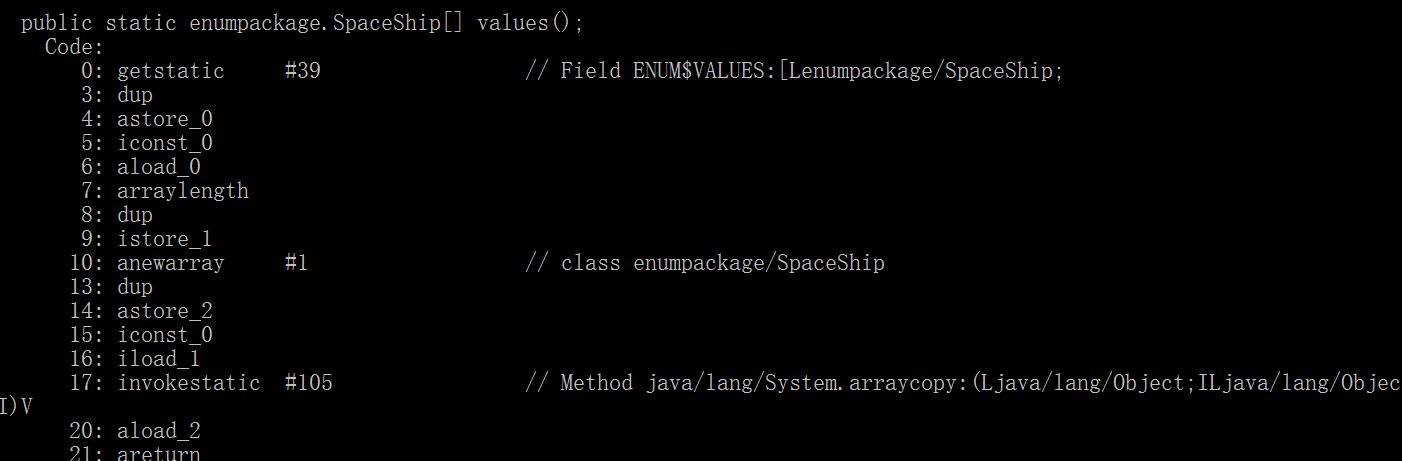 public static enumpackage.SpaceShip[] values();
Code:
0: getstatic #39 // Field ENUM$VALUES:[Lenumpackage/SpaceShip;
3: dup
4: astore_0
5: iconst_0
6: aload_0
7: arraylength
8: dup
9: istore_1
10: anewarray #1 // class enumpackage/SpaceShip
13: dup
14: astore_2
15: iconst_0
16: iload_1
17: invokestatic #105 // Method java/lang/System.arraycopy:(Ljava/lang/Object;ILjava/lang/Objec
I)V
20: aload_2
21: areturn